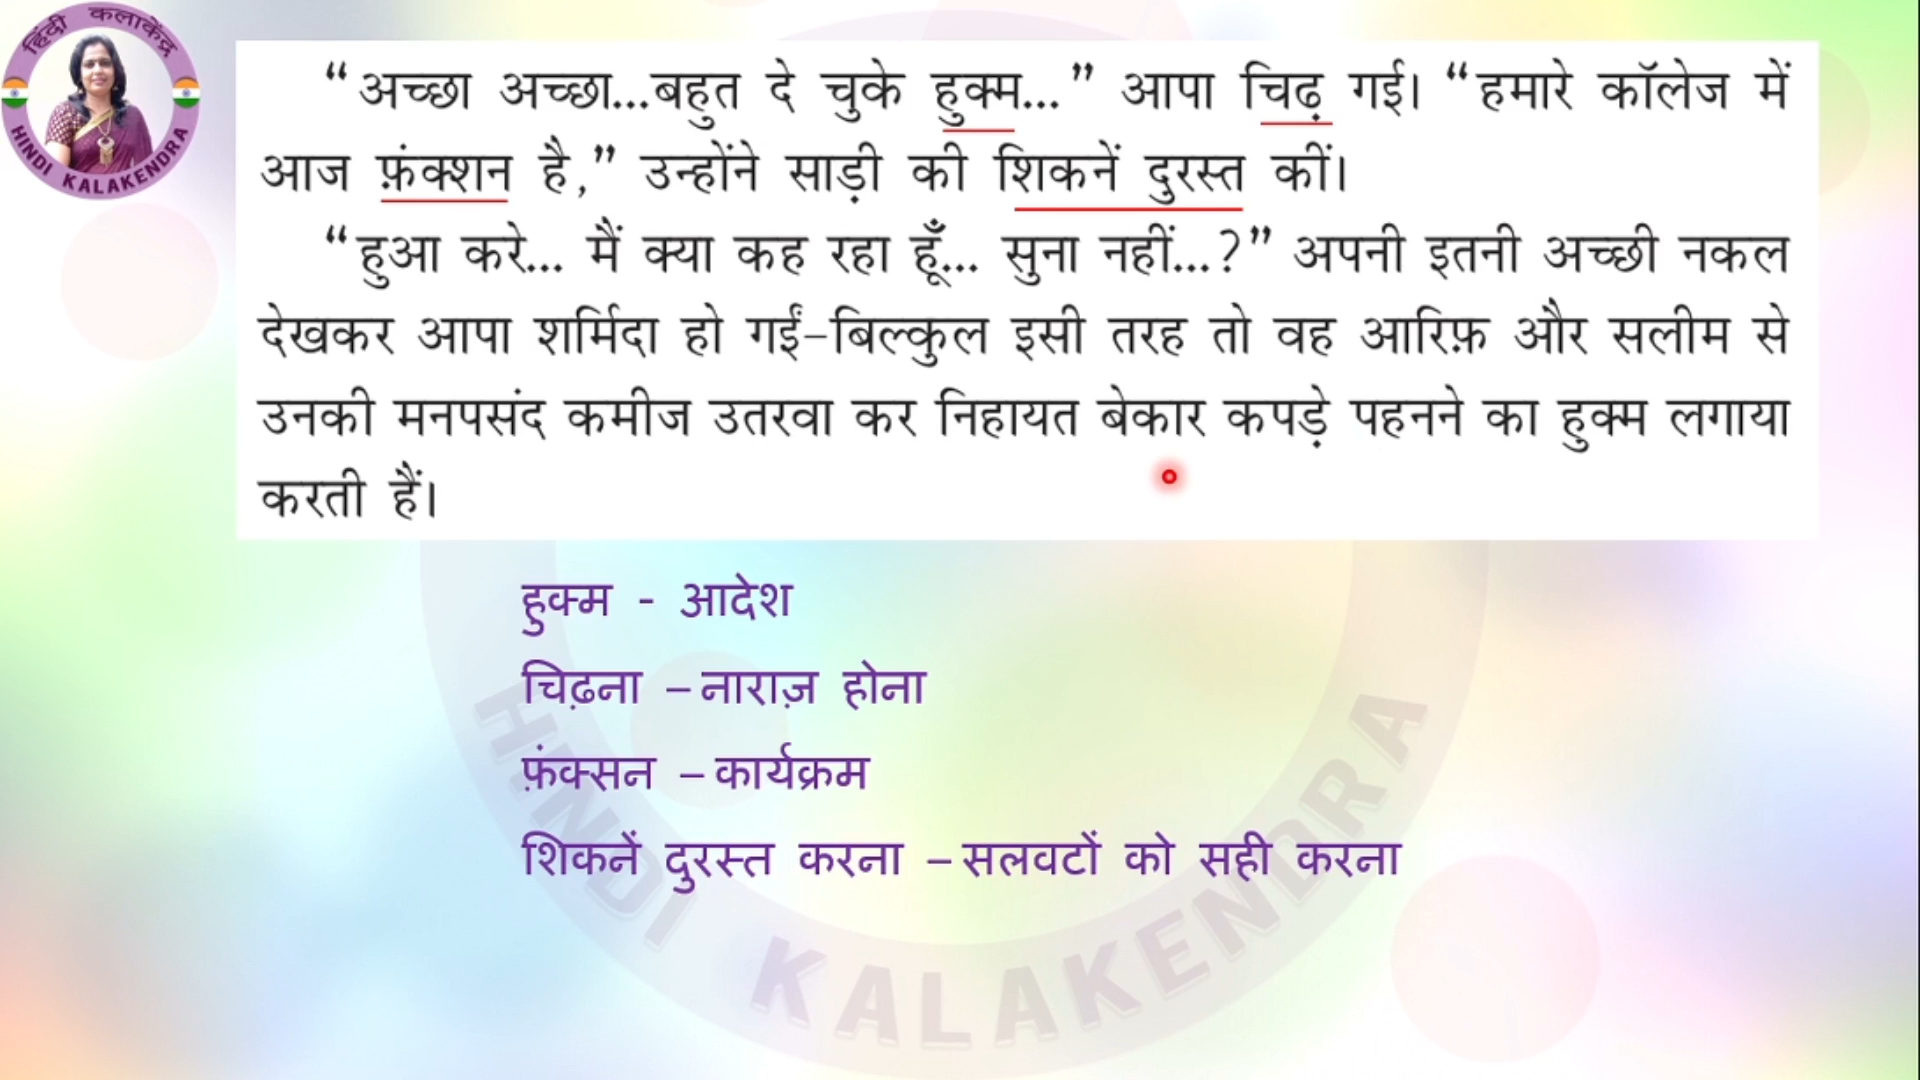 हिंदी कलाकेंद्र
HINDI KALAKENDRA
“अच्छा अच्छा...बहुत दे चुके हुक्म...” आपा चिढ़ गई। “हमारे कॉलेज में
आज फ़ंक्शन है,” उन्होंने साड़ी की शिकनें दुरस्त कीं।
“हुआ करे... मैं क्या कह रहा हूँ... सुना नहीं...?” अपनी इतनी अच्छी नकल
देखकर आपा शर्मिंदा हो गईं–बिल्कुल इसी तरह तो वह आरिफ़ और सलीम से
उनकी मनपसंद कमीज उतरवा कर निहायत बेकार कपड़े पहनने का हुक्म लगाया
करती हैं।
हुक्म - आदेश
चिढ़ना – नाराज़ होना
फ़ंक्सन – कार्यक्रम
शिकनें दुरस्त करना – सलवटों को सही करना
HINDI KALAKENDRA